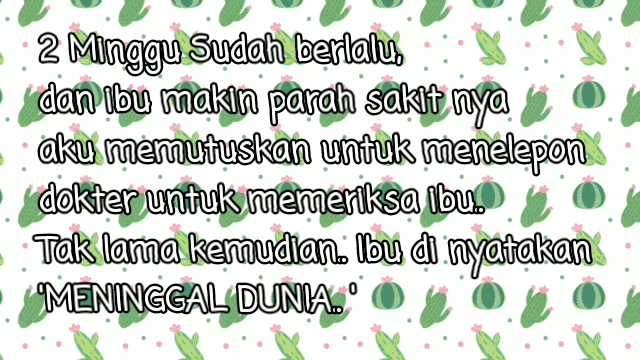 2 Minggu Sudah berlalu,
dan ibu makin parah sakit nya
aku memutuskan untuk menelepon
dokter untuk memeriksa ibu..
Tak lama kemudian.. Ibu di nyatakan
'MENINGGAL DUNIA.. '